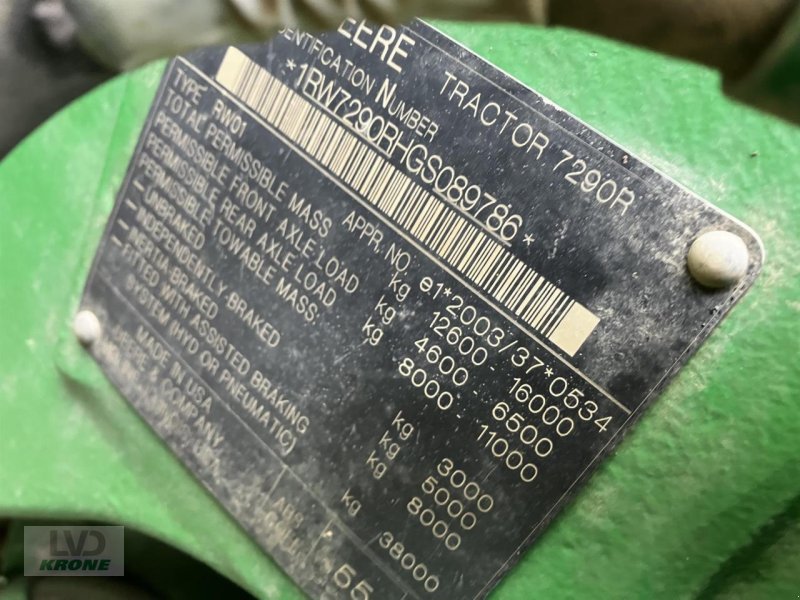 EERE TRACTOR 7290R
DENTIFICATION NUMBER
*1RW7290RHGS089786*
TYPE RW01 APPR. NO. e1*2003/37*0534
TOTAL PERMISSIBLE MASS kg 12600 - 16000
PERMISSIBLE FRONT AXLE LOAD kg 4600 - 6500
PERMISSIBLE REAR AXLE LOAD kg 8000 - 11000
PERMISSIBLE TOWABLE MASS:
-UNBRAKED kg 3000
-INDEPENDENTLY BRAKED kg 5000
-INERTIA BRAKED kg 8000
-FITTED WITH ASSISTED BRAKING
SYSTEM (HYD OR PNEUMATIC) kg 38000
MADE IN USA
DEERE & COMPANY
LVD
KRONE